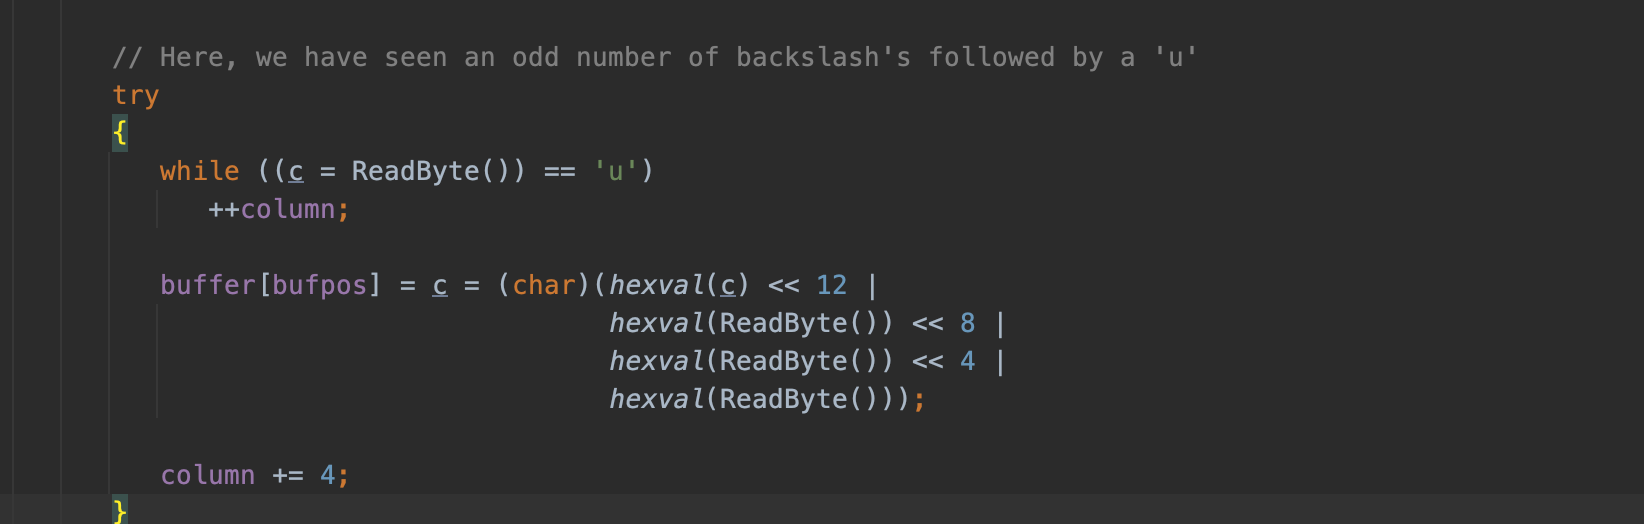 // Here, we have seen an odd number of backslash's followed by a 'u'
try
{
while ((c = ReadByte()) == 'u')
++column;
buffer[bufpos] = c = (char)(hexval(c) << 12 |
hexval(ReadByte()) << 8 |
hexval(ReadByte()) << 4 |
hexval(ReadByte()));
column += 4;
}